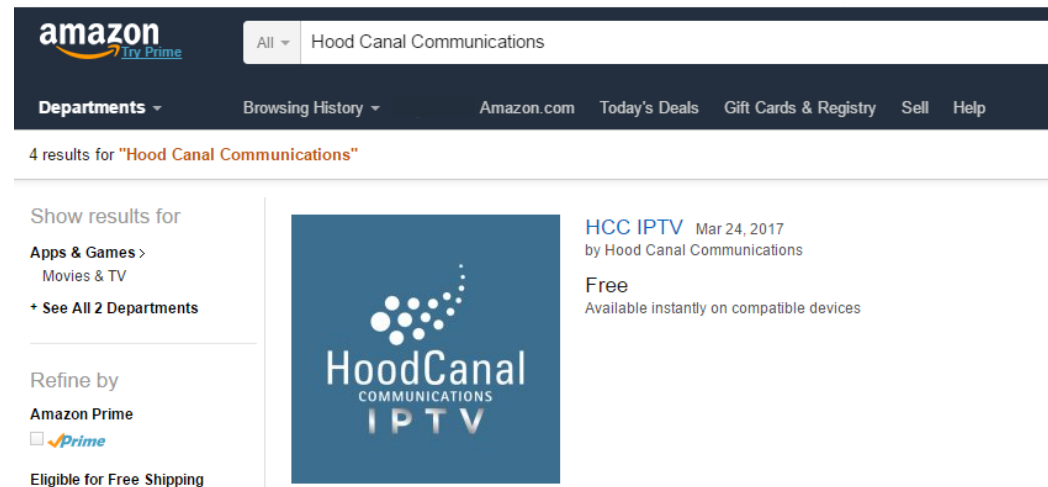 amazon
Try Prime
All
Hood Canal Communications
Departments
Browsing History
Amazon.com
Today's Deals
Gift Cards & Registry
Sell
Help
4 results for "Hood Canal Communications"
Show results for
Apps & Games >
Movies & TV
+ See All 2 Departments
Refine by
Amazon Prime
Prime
Eligible for Free Shipping
HoodCanal
COMMUNICATIONS
IPTV
HCC IPTV Mar 24, 2017
by Hood Canal Communications
Free
Available instantly on compatible devices